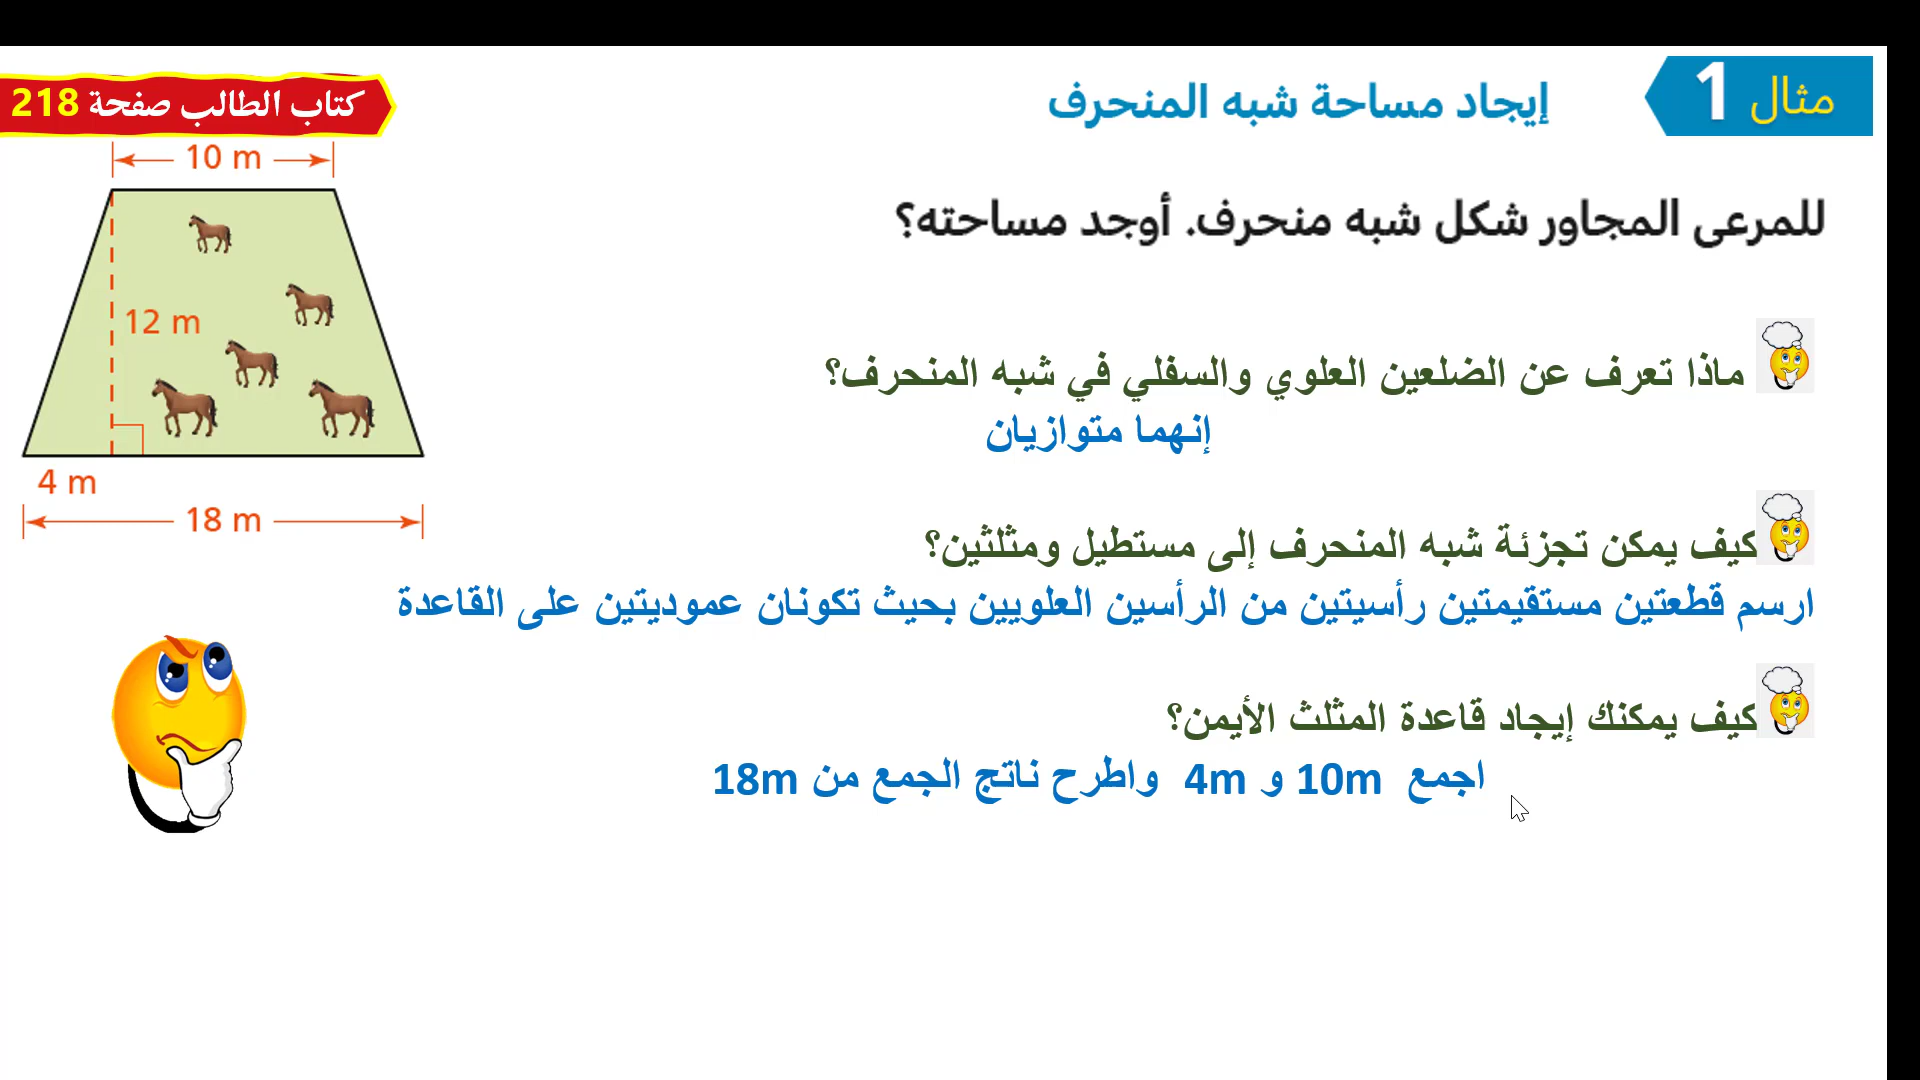 مثال 1
إيجاد مساحة شبه المنحرف
كتاب الطالب صفحة 218
للمرعى المجاور شكل شبه منحرف. أوجد مساحته؟
10 m
12 m
4 m
18 m
ماذا تعرف عن الضلعين العلوي والسفلي في شبه المنحرف؟
إنهما متوازيان
كيف يمكن تجزئة شبه المنحرف إلى مستطيل ومثلثين؟
ارسم قطعتين مستقيمتين رأسيتين من الرأسين العلويين بحيث تكونان عموديتين على القاعدة
كيف يمكنك إيجاد قاعدة المثلث الأيمن؟
اجمع 10m و 4m واطرح ناتج الجمع من 18m